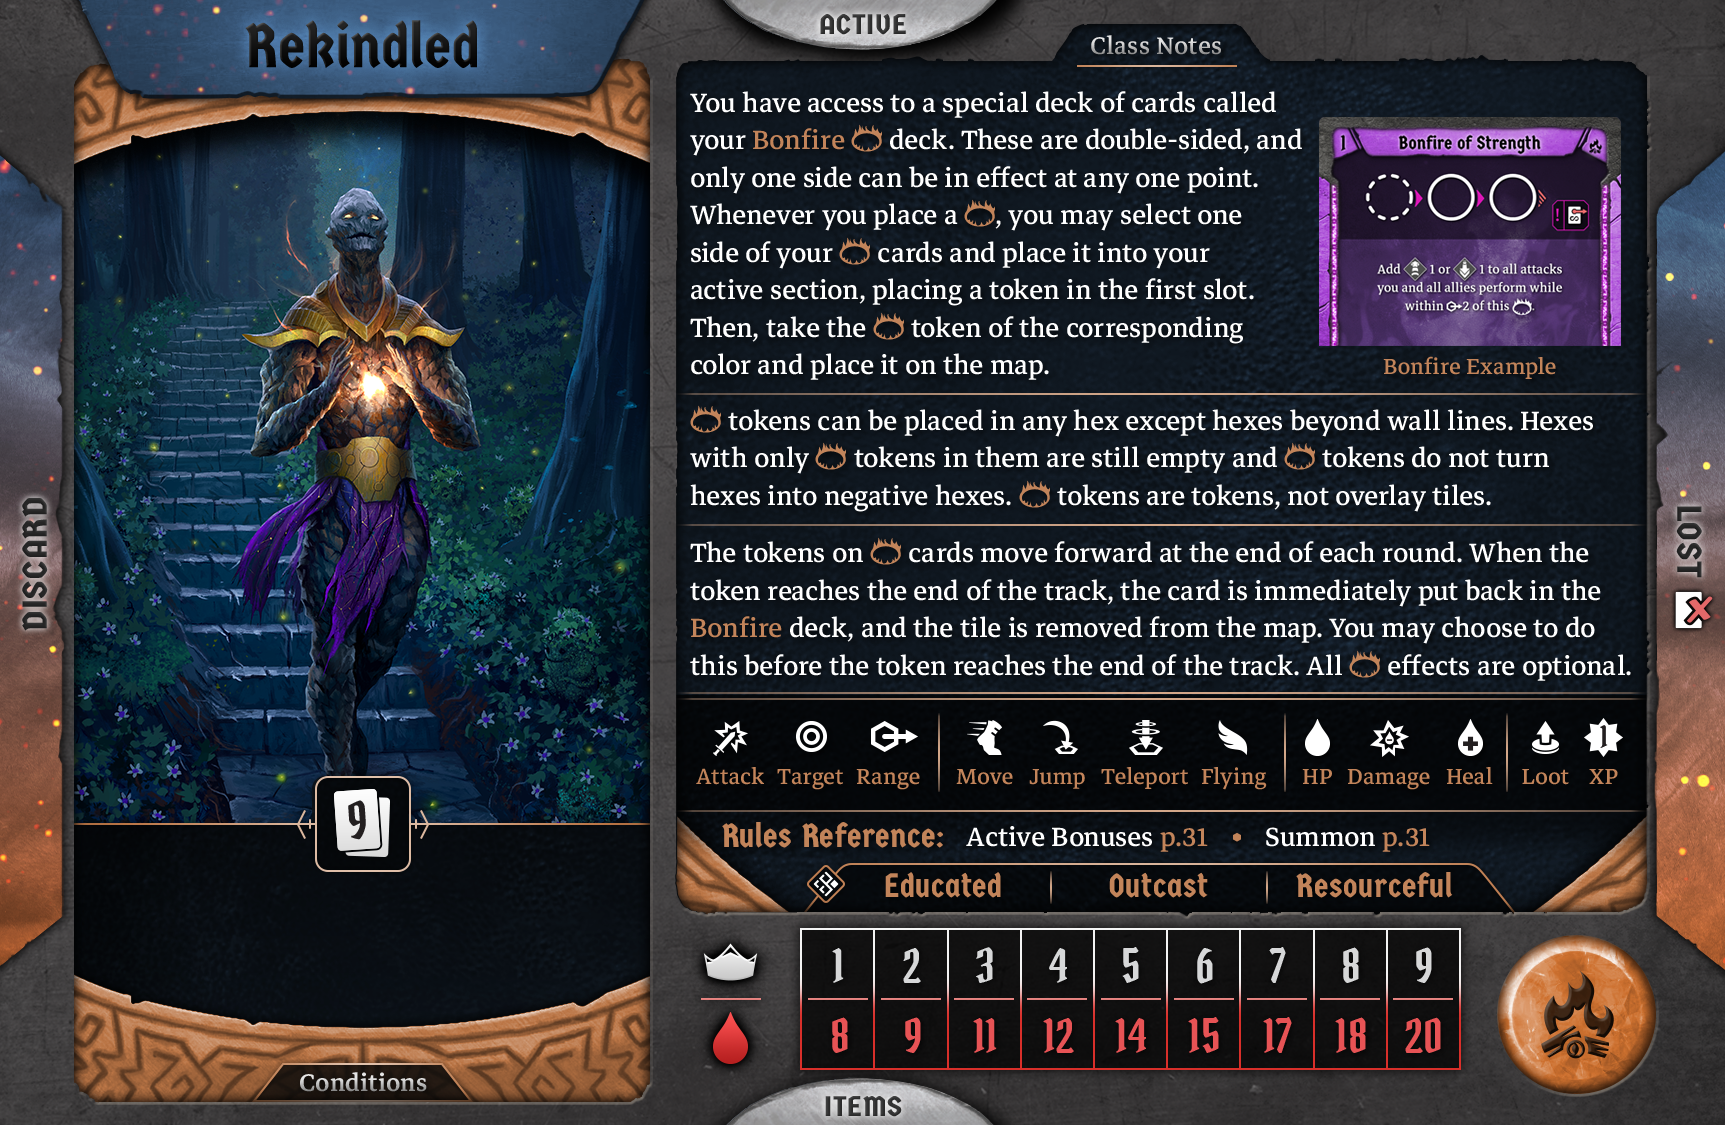 Rekindled
ACTIVE
Class Notes
You have access to a special deck of cards called
your Bonfire deck. These are double-sided, and
only one side can be in effect at any one point.
Whenever you place a , you may select one
side of your cards and place it into your
active section, placing a token in the first slot.
Then, take the token of the corresponding
color and place it on the map.
1 Bonfire of Strength
Add 1 or 1 to all attacks
you and all allies perform while
within 2 of this .
Bonfire Example
tokens can be placed in any hex except hexes beyond wall lines. Hexes
with only tokens in them are still empty and tokens do not turn
hexes into negative hexes. tokens are tokens, not overlay tiles.
The tokens on cards move forward at the end of each round. When the
token reaches the end of the track, the card is immediately put back in the
Bonfire deck, and the tile is removed from the map. You may choose to do
this before the token reaches the end of the track. All effects are optional.
1
Attack Target Range Move Jump Teleport Flying HP Damage Heal Loot XP
Rules Reference: Active Bonuses p.31 • Summon p.31
Educated Outcast Resourceful
1 2 3 4 5 6 7 8 9
8 9 11 12 14 15 17 18 20
DISCARD
LOST
9
Conditions
ITEMS